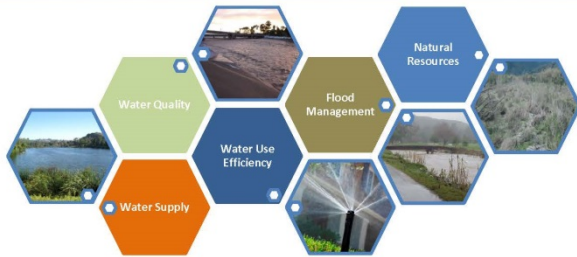 Natural
Resources
Water Quality
Flood
Management
Water Use
Efficiency
Water Supply